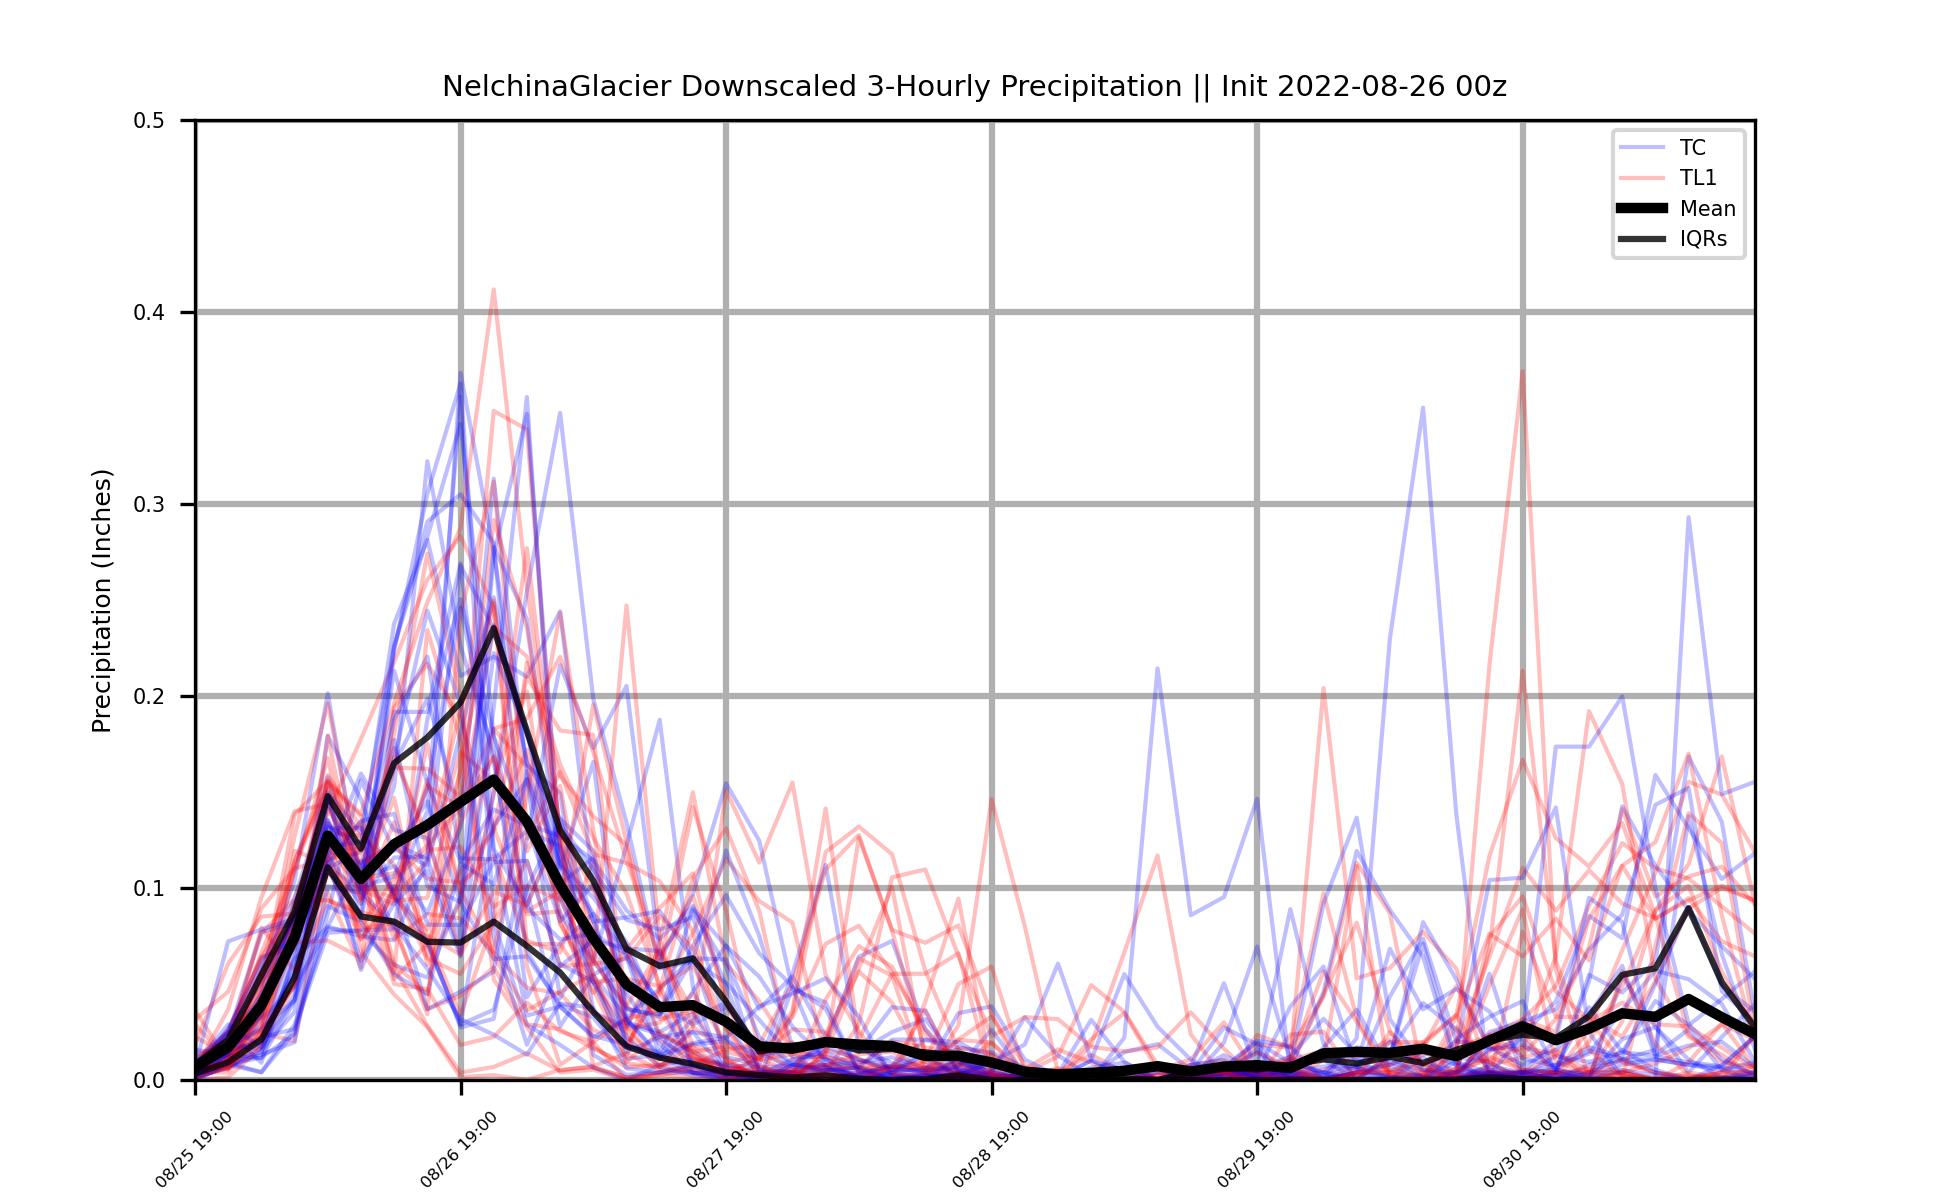 NelchinaGlacier Downscaled 3-Hourly Precipitation || Init 2022-08-26 00z
0.5
0.4
0.3
0.2
0.1
0.0
Precipitation (Inches)
TC
TL1
Mean
IQRs
08/25 19:00
08/26 19:00
08/27 19:00
08/28 19:00
08/29 19:00
08/30 19:00